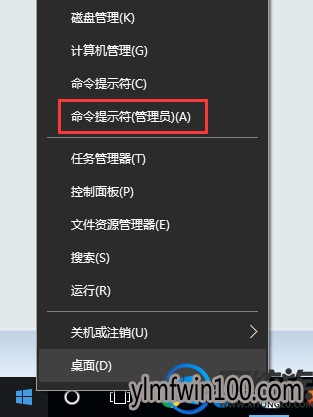 磁盘管理(K)
计算机管理(G)
命令提示符(C)
命令提示符(管理员)(A)
任务管理器(T)
控制面板(P)
文件资源管理器(E)
搜索(S)
运行(R)
关机或注销(U)
桌面(D)
ylmfwin100.com